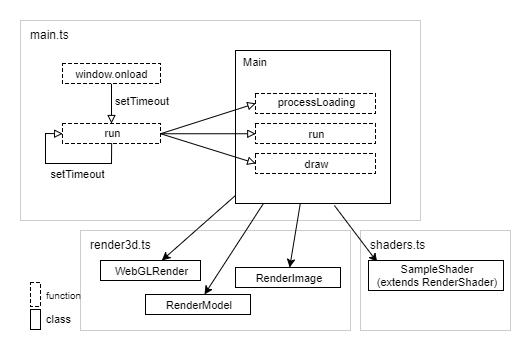 main.ts
window.onload
setTimeout
run
setTimeout
Main
processLoading
run
draw
render3d.ts
WebGLRender
RenderModel
RenderImage
shaders.ts
SampleShader
(extends RenderShader)
function
class